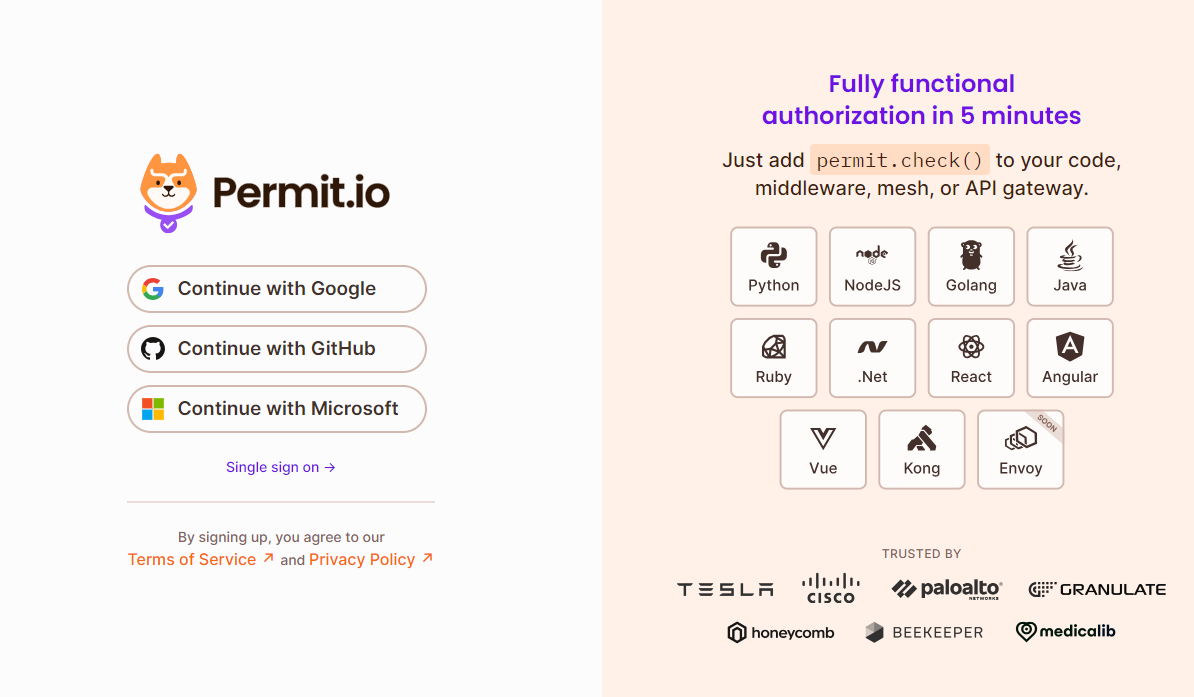 Permit.io
Continue with Google
Continue with GitHub
Continue with Microsoft
Single sign on →
By signing up, you agree to our
Terms of Service ↗ and Privacy Policy ↗
Fully functional
authorization in 5 minutes
Just add permit.check() to your code,
middleware, mesh, or API gateway.
Python
node
NodeJS
Golang
Java
Ruby
.Net
React
Angular
Vue
Kong
SOON
Envoy
TRUSTED BY
TESLA
CISCO
paloalto
NETWORKS
GRANULATE
honeycomb
BEEKEEPER
medicalib